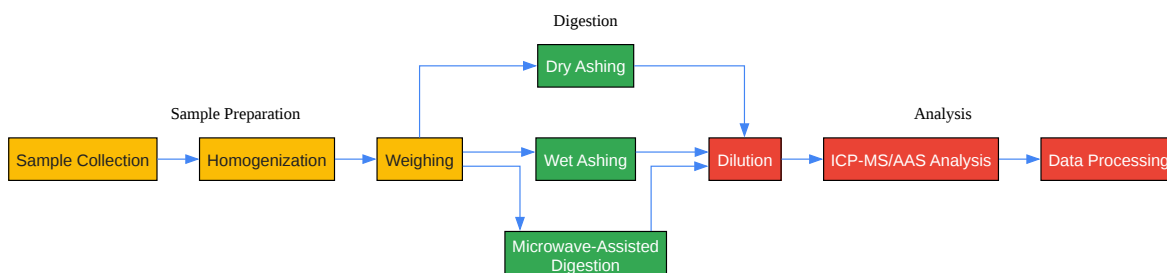 Digestion
Dry Ashing
Sample Preparation
Analysis
Sample Collection
Homogenization
Weighing
Wet Ashing
Dilution
ICP-MS/AAS Analysis
Data Processing
Microwave-Assisted
Digestion